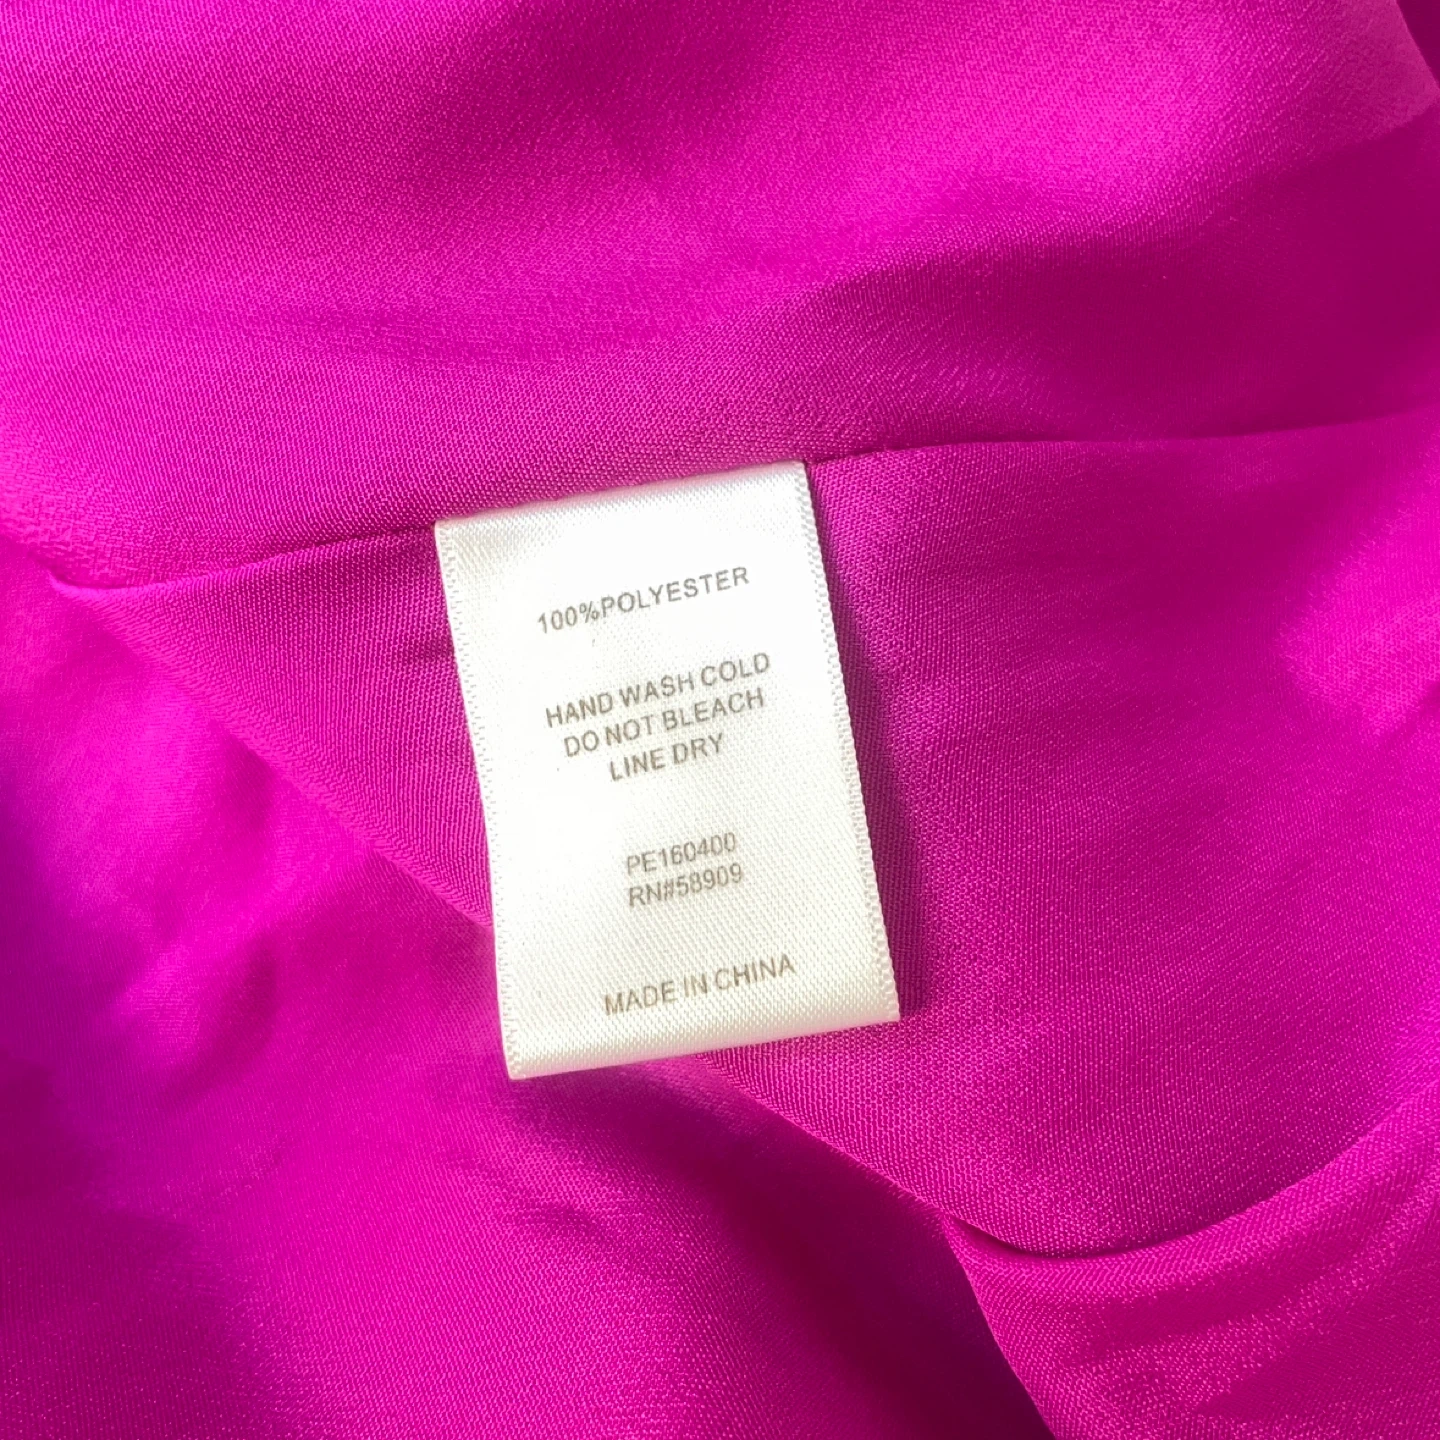 100%POLYESTER
HAND WASH COLD
DO NOT BLEACH
LINE DRY
PE160400
RN#58909
MADE IN CHINA